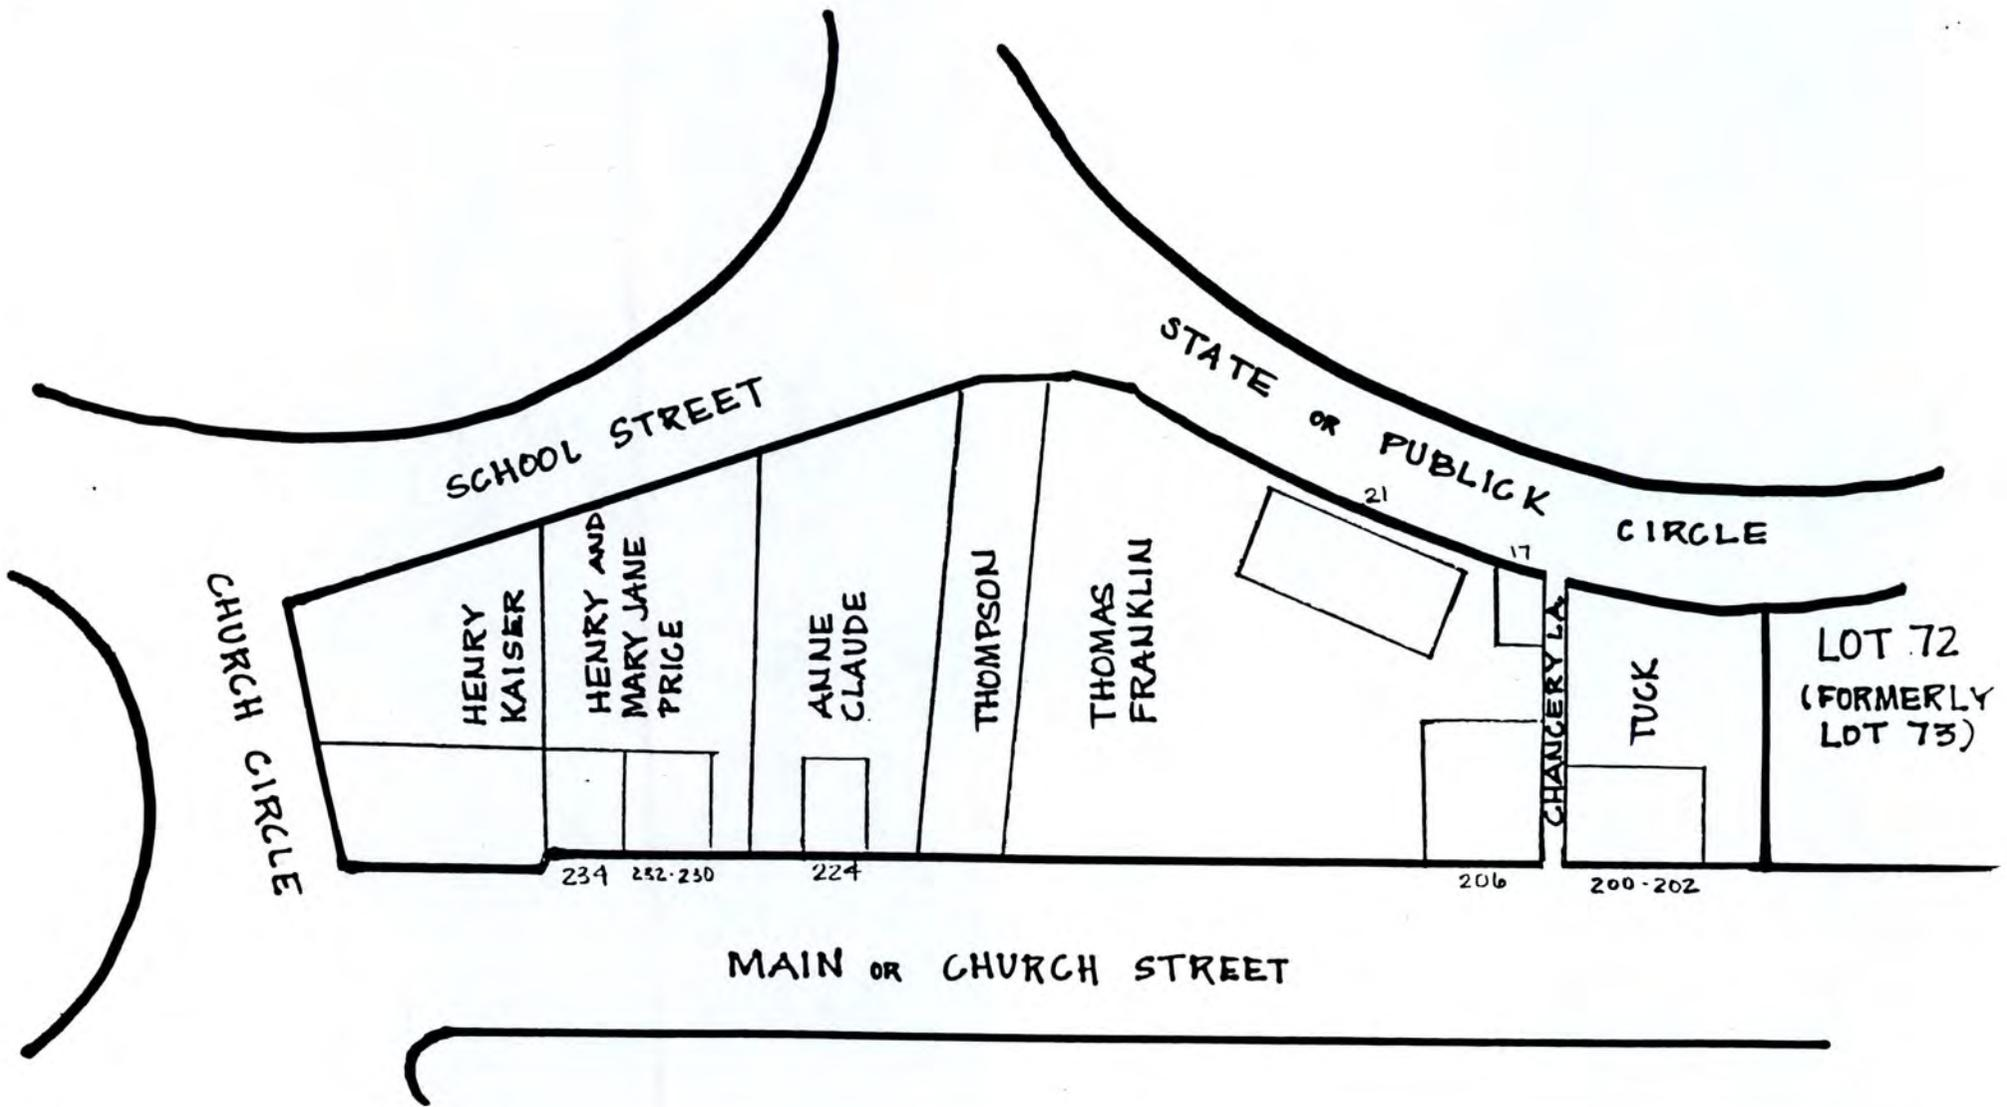 STATE OR PUBLICK CIRCLE
SCHOOL STREET
21
17
CHURCH CIRCLE
HENRY
KAISER
HENRY AND
MARY JANE
PRICE
ANNE
CLAUDE
THOMPSON
THOMAS
FRANKLIN
CHANCERY LA.
TUCK
LOT 72
(FORMERLY
LOT 73)
234 232-230 224 206 200-202
MAIN OR CHURCH STREET